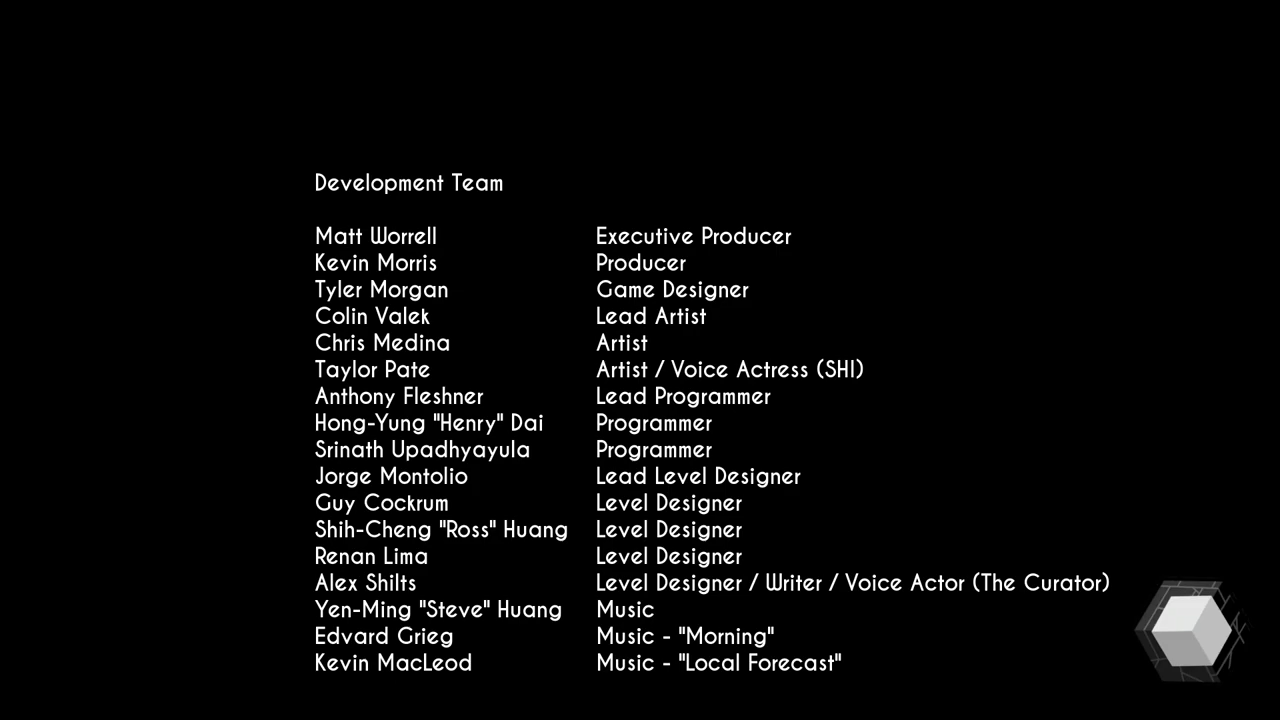 Development Team
Matt Worrell Executive Producer
Kevin Morris Producer
Tyler Morgan Game Designer
Colin Valek Lead Artist
Chris Medina Artist
Taylor Pate Artist / Voice Actress (SHI)
Anthony Fleshner Lead Programmer
Hong-Yung "Henry" Dai Programmer
Srinath Upadhyayula Programmer
Jorge Montolio Lead Level Designer
Guy Cockrum Level Designer
Shih-Cheng "Ross" Huang Level Designer
Renan Lima Level Designer
Alex Shilts Level Designer / Writer / Voice Actor (The Curator)
Yen-Ming "Steve" Huang Music
Edvard Grieg Music - "Morning"
Kevin MacLeod Music - "Local Forecast"